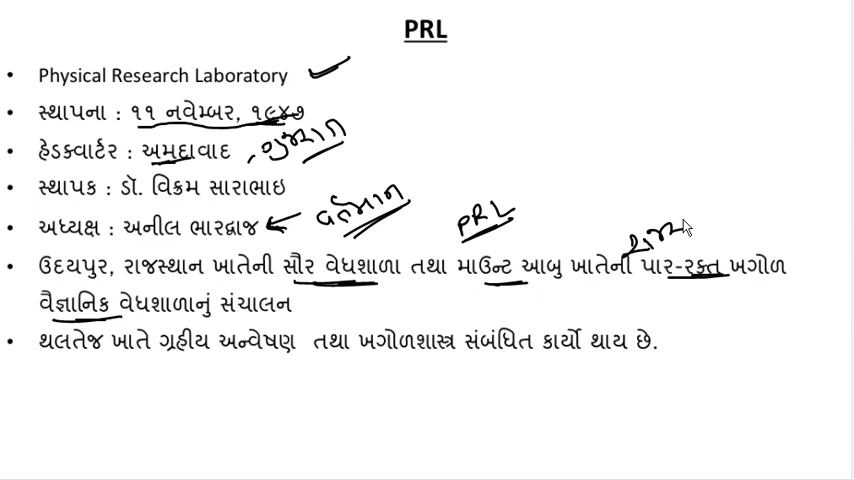 PRL
• Physical Research Laboratory
• સ્થાપના : ૧૧ નવેમ્બર, ૧૯૪૭
, ગુજરાત
• હેડક્વાર્ટર : અમદાવાદ
• સ્થાપક : ડૉ. વિક્રમ સારાભાઇ
વર્તમાન
PRL
• અધ્યક્ષ : અનીલ ભારદ્વાજ
• ઉદયપુર, રાજસ્થાન ખાતેની સૌર વેધશાળા તથા માઉન્ટ આબુ ખાતેની પાર-રક્ત ખગોળ
વૈજ્ઞાનિક વેધશાળાનું સંચાલન
• થલતેજ ખાતે ગ્રહીય અન્વેષણ તથા ખગોળશાસ્ત્ર સંબંધિત કાર્યો થાય છે.